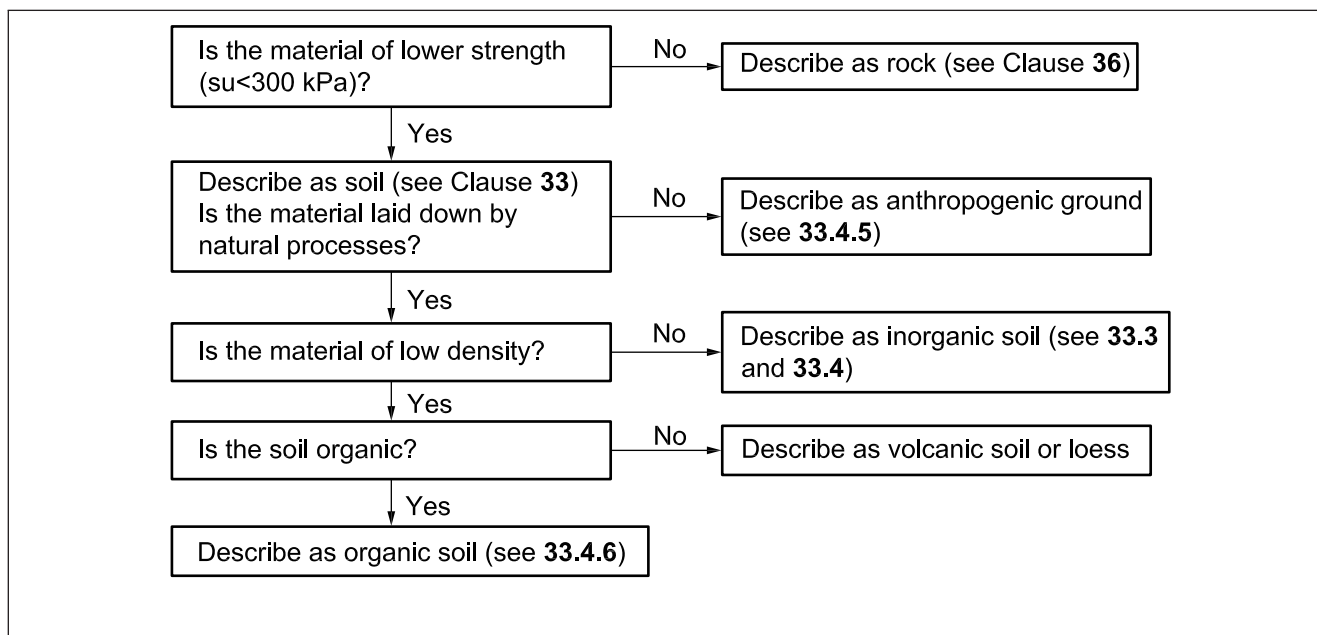 Is the material of lower strength
(su<300 kPa)?
No
Describe as rock (see Clause 36)
Yes
Describe as soil (see Clause 33)
Is the material laid down by
natural processes?
No
Describe as anthropogenic ground
(see 33.4.5)
Yes
Is the material of low density?
No
Describe as inorganic soil (see 33.3
and 33.4)
Yes
Is the soil organic?
No
Describe as volcanic soil or loess
Yes
Describe as organic soil (see 33.4.6)